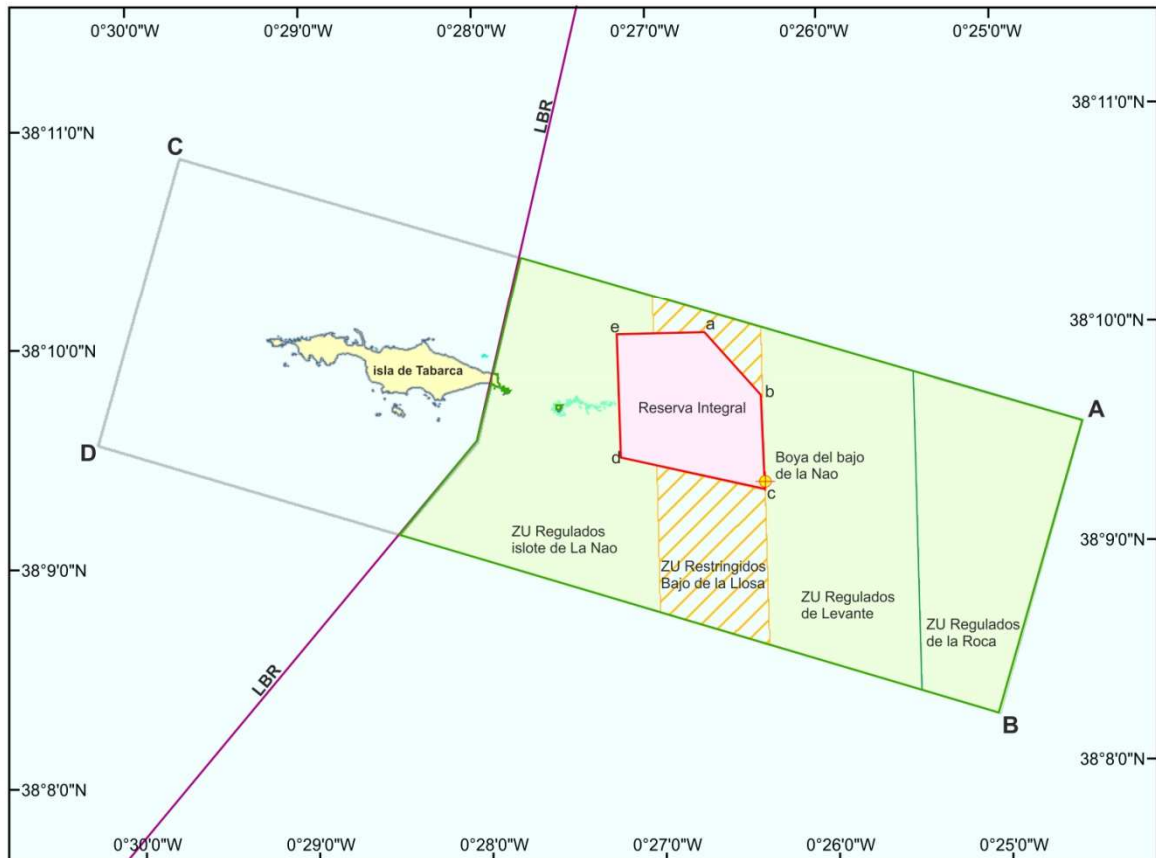 0°30'0"W
0°29'0"W
0°28'0"W
0°27'0"W
0°26'0"W
0°25'0"W
38°11'0"N
38°11'0"N
LBR
C
38°10'0"N
38°10'0"N
e
a
isla de Tabarca
b
Reserva Integral
A
D
d
Boya del bajo
de la Nao
c
ZU Regulados
islote de La Nao
38°9'0"N
38°9'0"N
ZU Restringidos
Bajo de la Llosa
ZU Regulados
de Levante
ZU Regulados
de la Roca
LBR
B
38°8'0"N
38°8'0"N
0°30'0"W
0°29'0"W
0°28'0"W
0°27'0"W
0°26'0"W
0°25'0"W